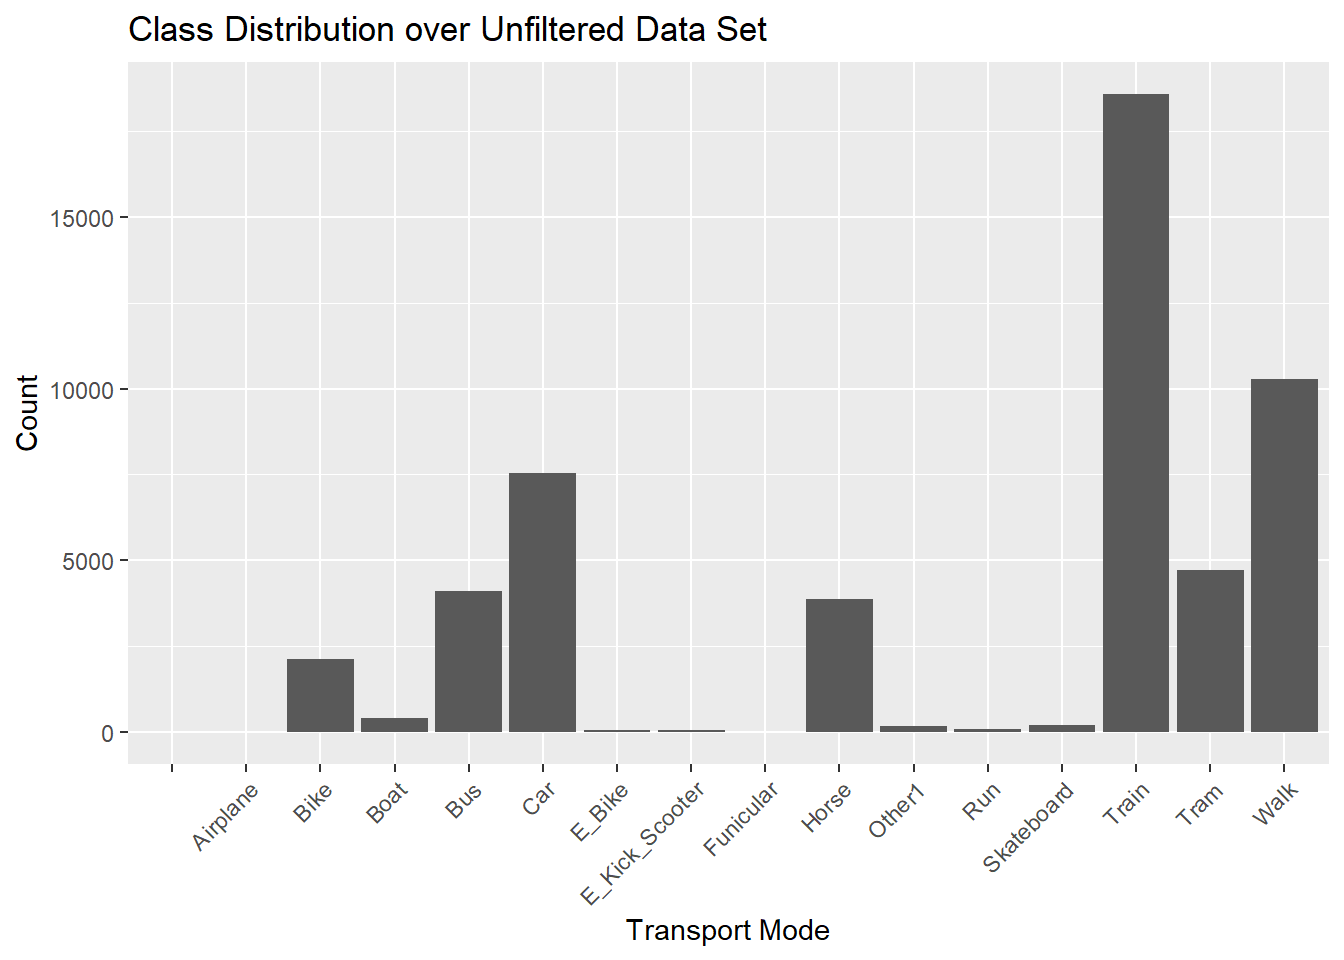 Class Distribution over Unfiltered Data Set
Count
15000
10000
5000
0
Airplane
Bike
Boat
Bus
Car
E_Bike
E_Kick_Scooter
Funicular
Horse
Other1
Run
Skateboard
Train
Tram
Walk
Transport Mode